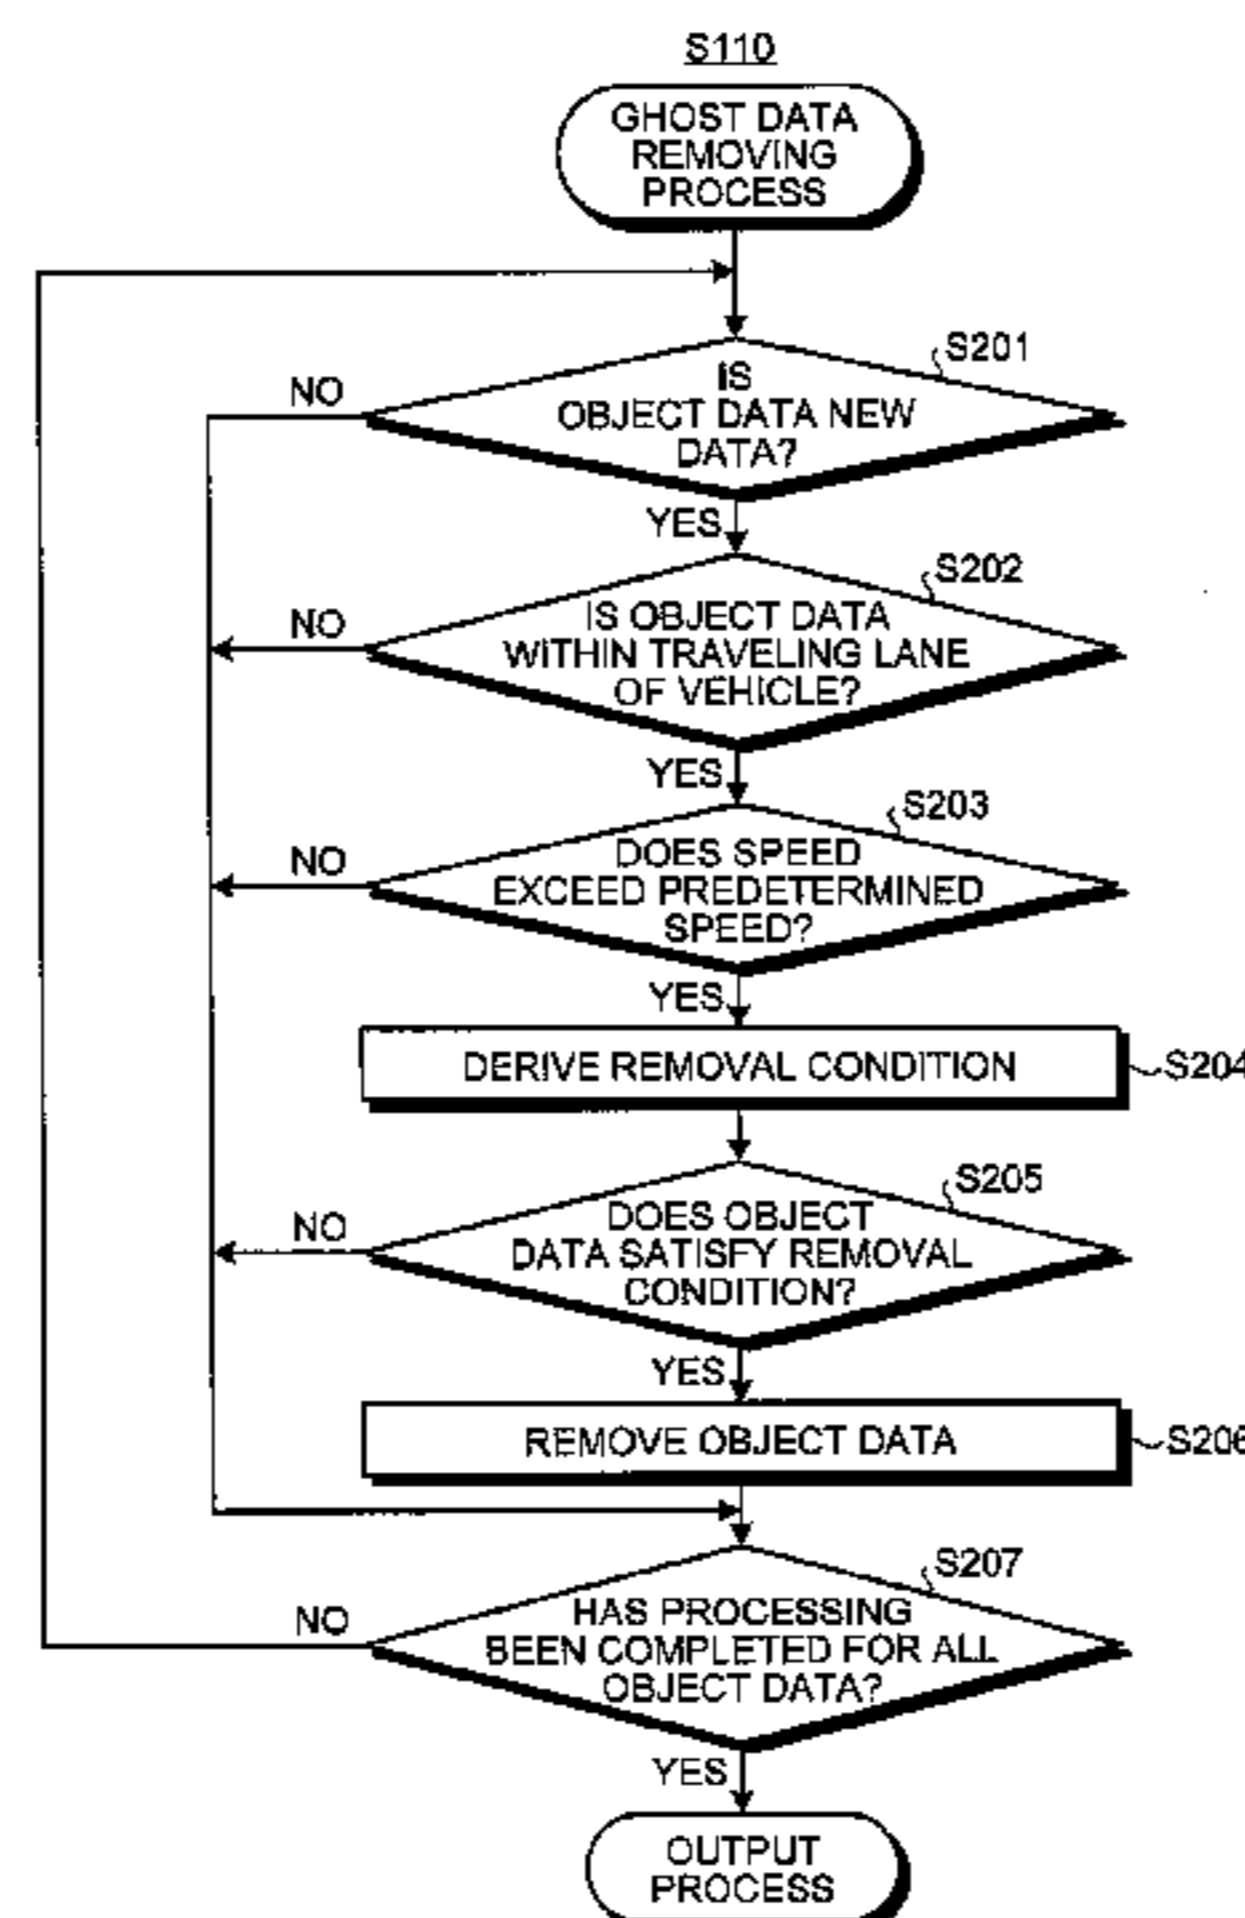 S110
GHOST DATA
REMOVING
PROCESS
S201
NO
IS
OBJECT DATA NEW
DATA?
YES
S202
NO
IS OBJECT DATA
WITHIN TRAVELING LANE
OF VEHICLE?
YES
S203
NO
DOES SPEED
EXCEED PREDETERMINED
SPEED?
YES
DERIVE REMOVAL CONDITION
S204
S205
NO
DOES OBJECT
DATA SATISFY REMOVAL
CONDITION?
YES
REMOVE OBJECT DATA
S206
S207
NO
HAS PROCESSING
BEEN COMPLETED FOR ALL
OBJECT DATA?
YES
OUTPUT
PROCESS